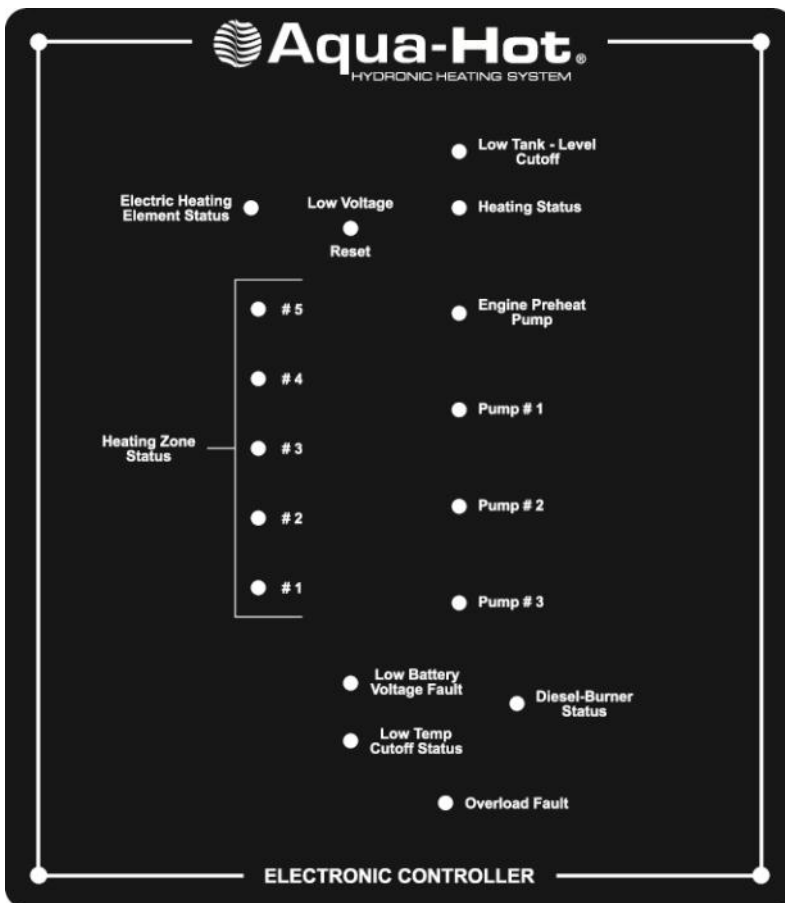 Aqua-Hot®
HYDRONIC HEATING SYSTEM
Low Tank - Level
Cutoff
Electric Heating
Element Status
Low Voltage
Reset
Heating Status
Heating Zone
Status
# 5
# 4
# 3
# 2
# 1
Engine Preheat
Pump
Pump # 1
Pump # 2
Pump # 3
Low Battery
Voltage Fault
Diesel-Burner
Status
Low Temp
Cutoff Status
Overload Fault
ELECTRONIC CONTROLLER